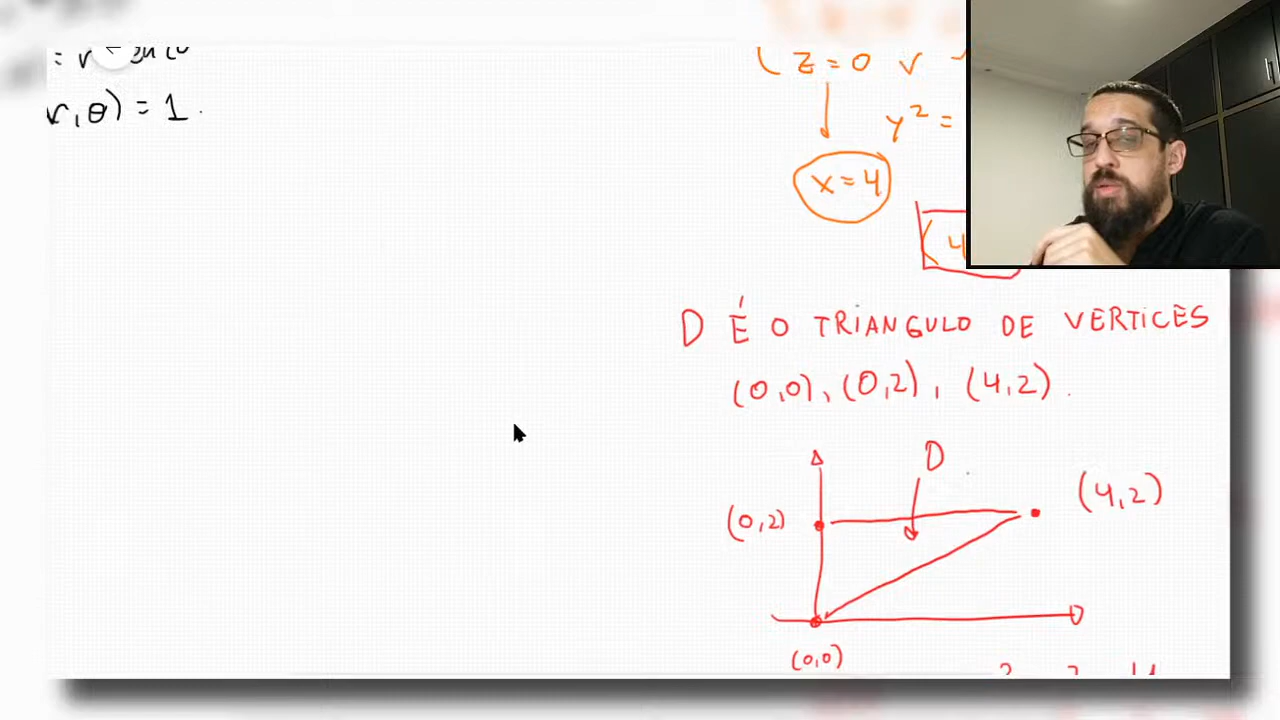 r,θ) = 1.
z=0 v
y² =
x=4
(4
D É O TRIANGULO DE VERTICES
(0,0), (0,2), (4,2).
D
(4,2)
(0,2)
(0,0)